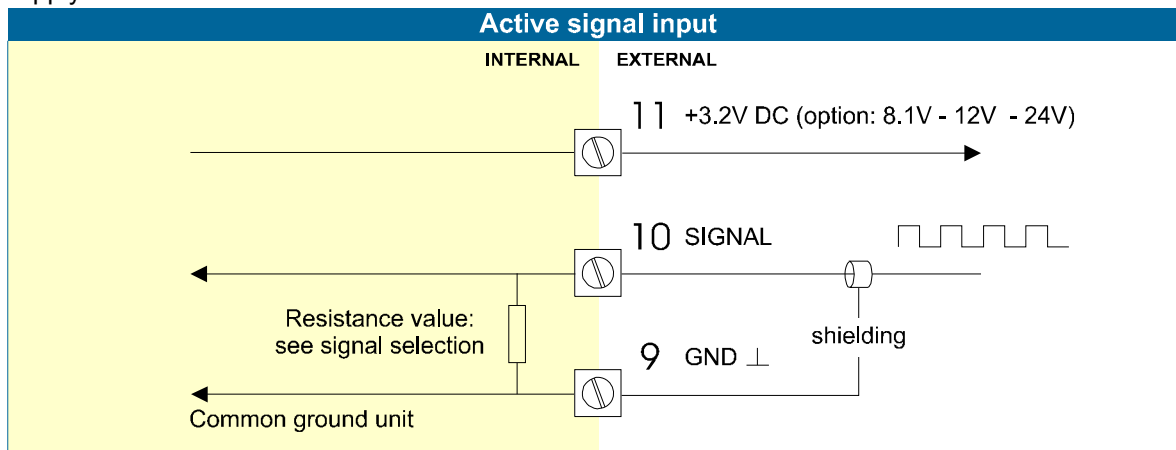 Active signal input
INTERNAL EXTERNAL
11 +3.2V DC (option: 8.1V - 12V - 24V)
10 SIGNAL
Resistance value:
see signal selection
shielding
9 GND ⊥
Common ground unit